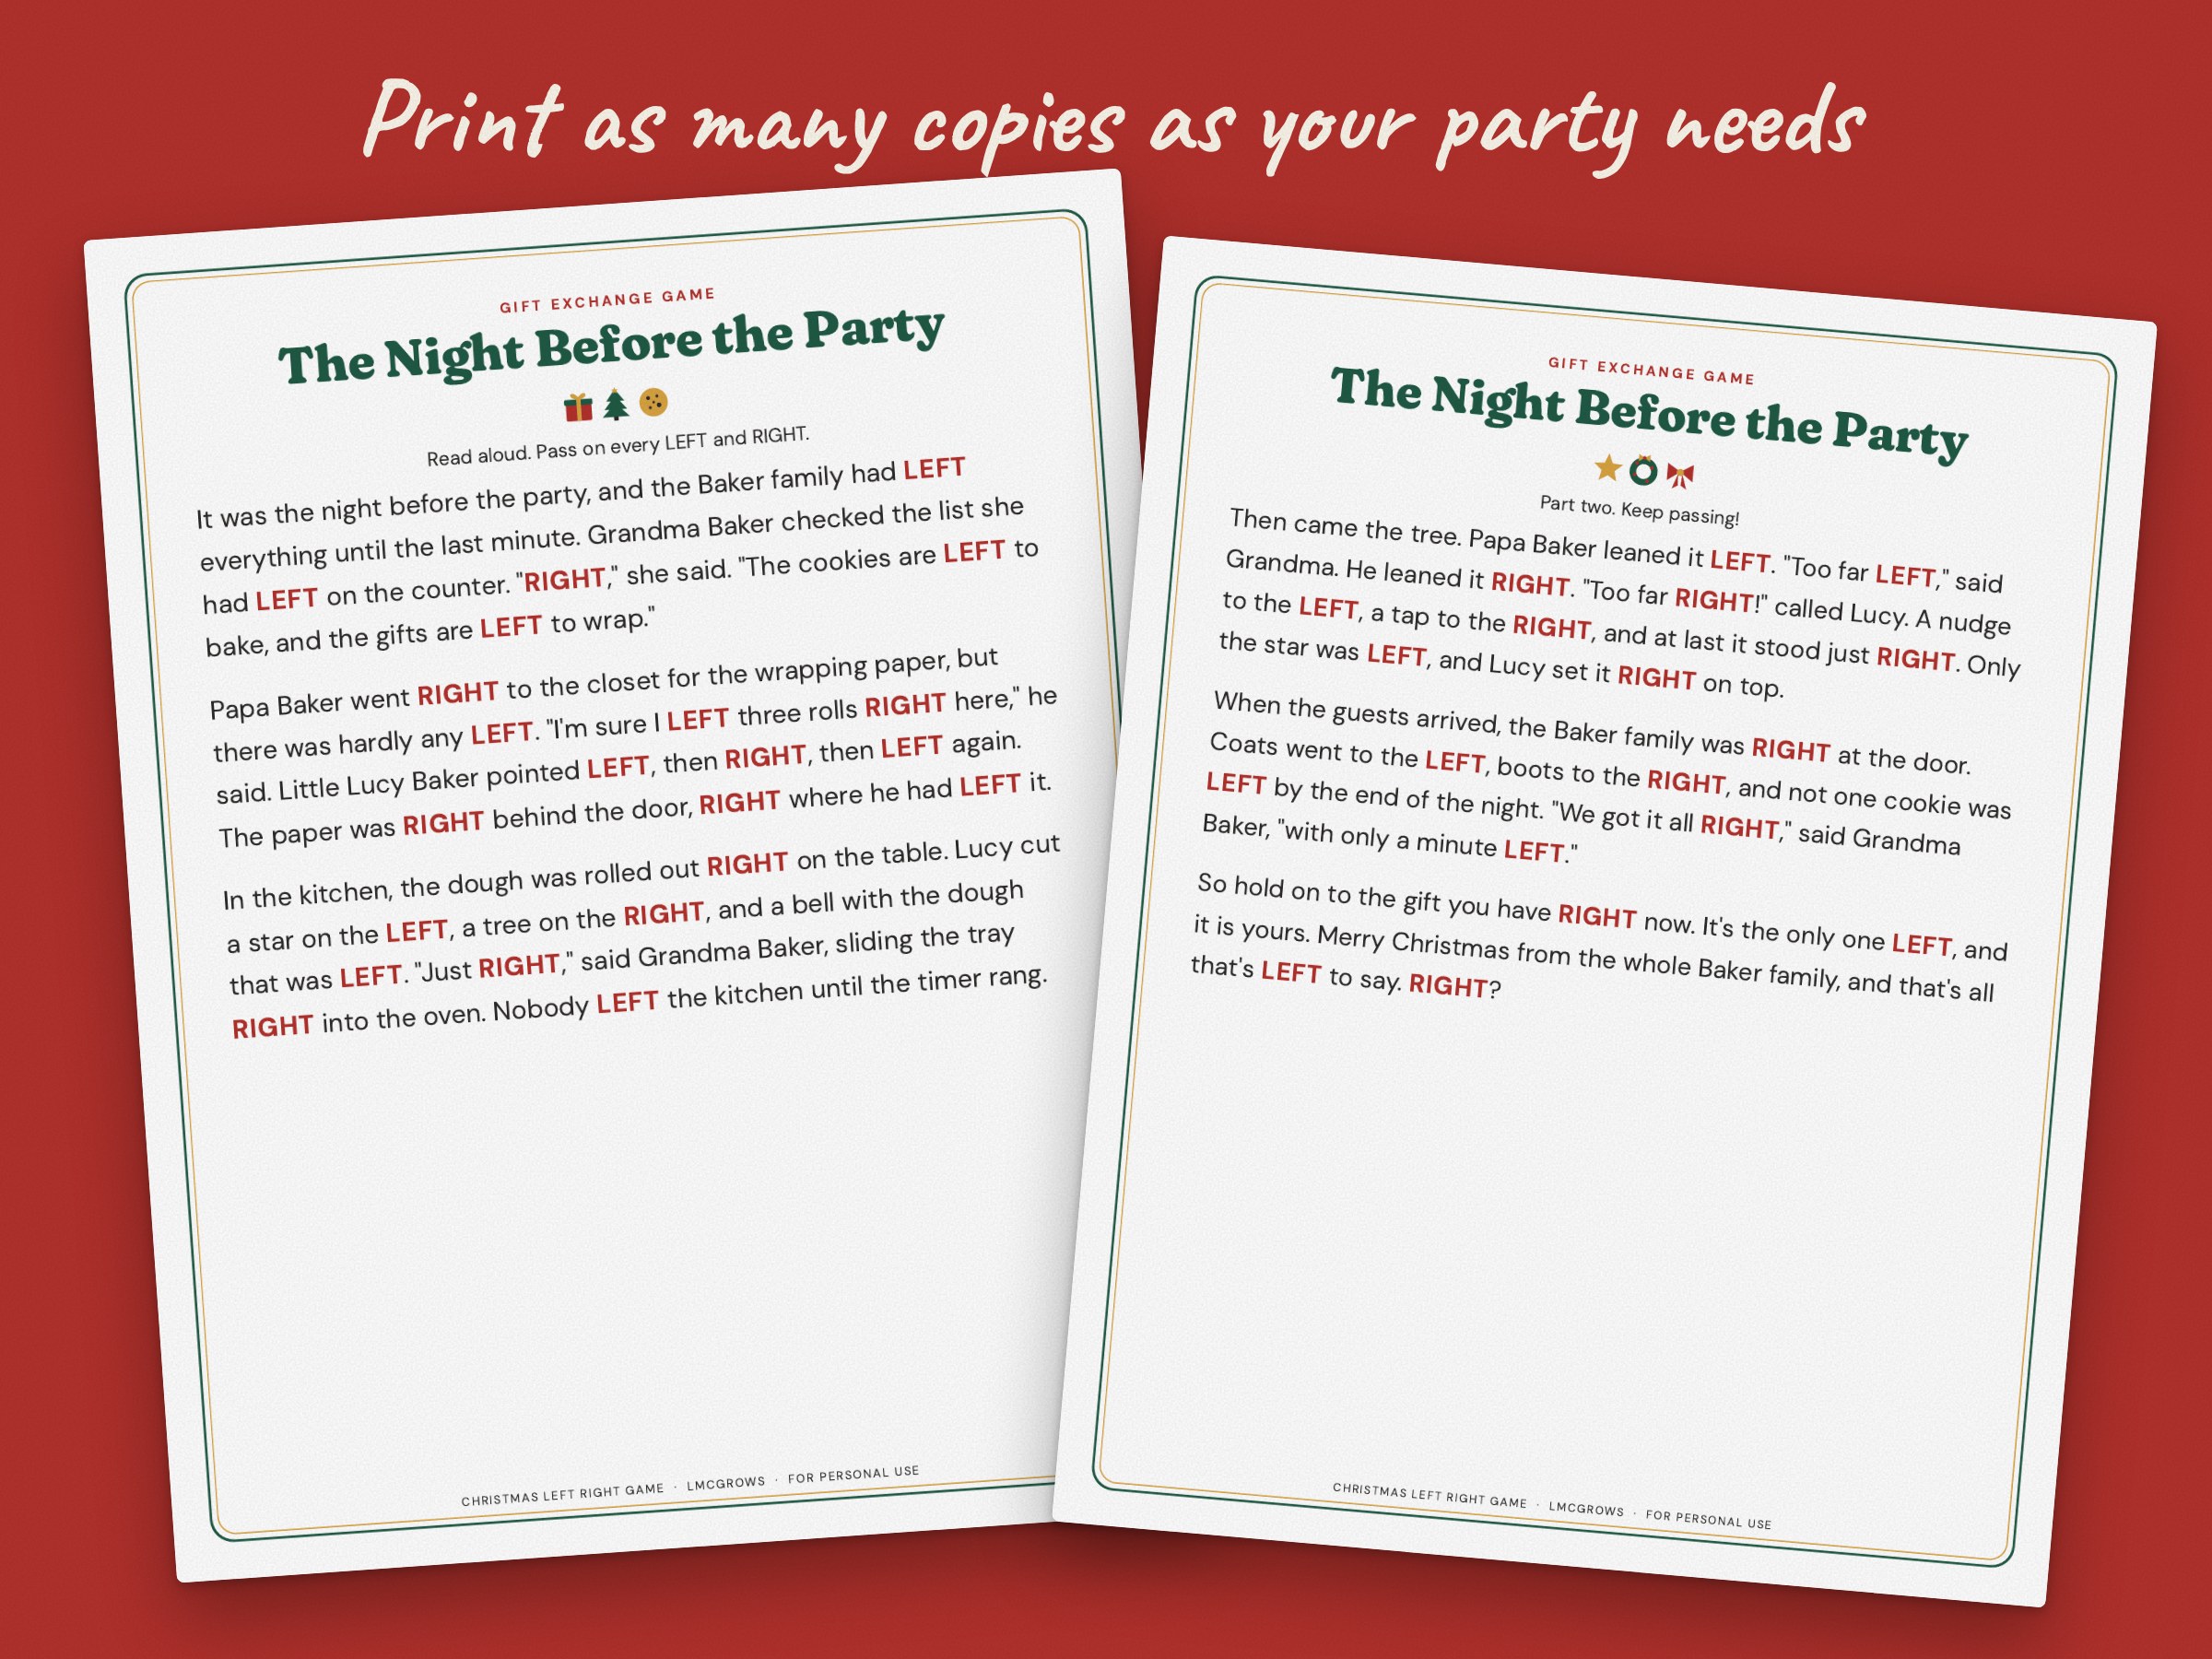 Print as many copies as your party needs
GIFT EXCHANGE GAME
The Night Before the Party
Read aloud. Pass on every LEFT and RIGHT.
It was the night before the party, and the Baker family had LEFT
everything until the last minute. Grandma Baker checked the list she
had LEFT on the counter. "RIGHT," she said. "The cookies are LEFT to
bake, and the gifts are LEFT to wrap."
Papa Baker went RIGHT to the closet for the wrapping paper, but
there was hardly any LEFT. "I'm sure I LEFT three rolls RIGHT here," he
said. Little Lucy Baker pointed LEFT, then RIGHT, then LEFT again.
The paper was RIGHT behind the door, RIGHT where he had LEFT it.
In the kitchen, the dough was rolled out RIGHT on the table. Lucy cut
a star on the LEFT, a tree on the RIGHT, and a bell with the dough
that was LEFT. "Just RIGHT," said Grandma Baker, sliding the tray
RIGHT into the oven. Nobody LEFT the kitchen until the timer rang.
CHRISTMAS LEFT RIGHT GAME · LMCGROWS · FOR PERSONAL USE
GIFT EXCHANGE GAME
The Night Before the Party
Part two. Keep passing!
Then came the tree. Papa Baker leaned it LEFT. "Too far LEFT," said
Grandma. He leaned it RIGHT. "Too far RIGHT!" called Lucy. A nudge
to the LEFT, a tap to the RIGHT, and at last it stood just RIGHT. Only
the star was LEFT, and Lucy set it RIGHT on top.
When the guests arrived, the Baker family was RIGHT at the door.
Coats went to the LEFT, boots to the RIGHT, and not one cookie was
LEFT by the end of the night. "We got it all RIGHT," said Grandma
Baker, "with only a minute LEFT."
So hold on to the gift you have RIGHT now. It's the only one LEFT, and
it is yours. Merry Christmas from the whole Baker family, and that's all
that's LEFT to say. RIGHT?
CHRISTMAS LEFT RIGHT GAME · LMCGROWS · FOR PERSONAL USE